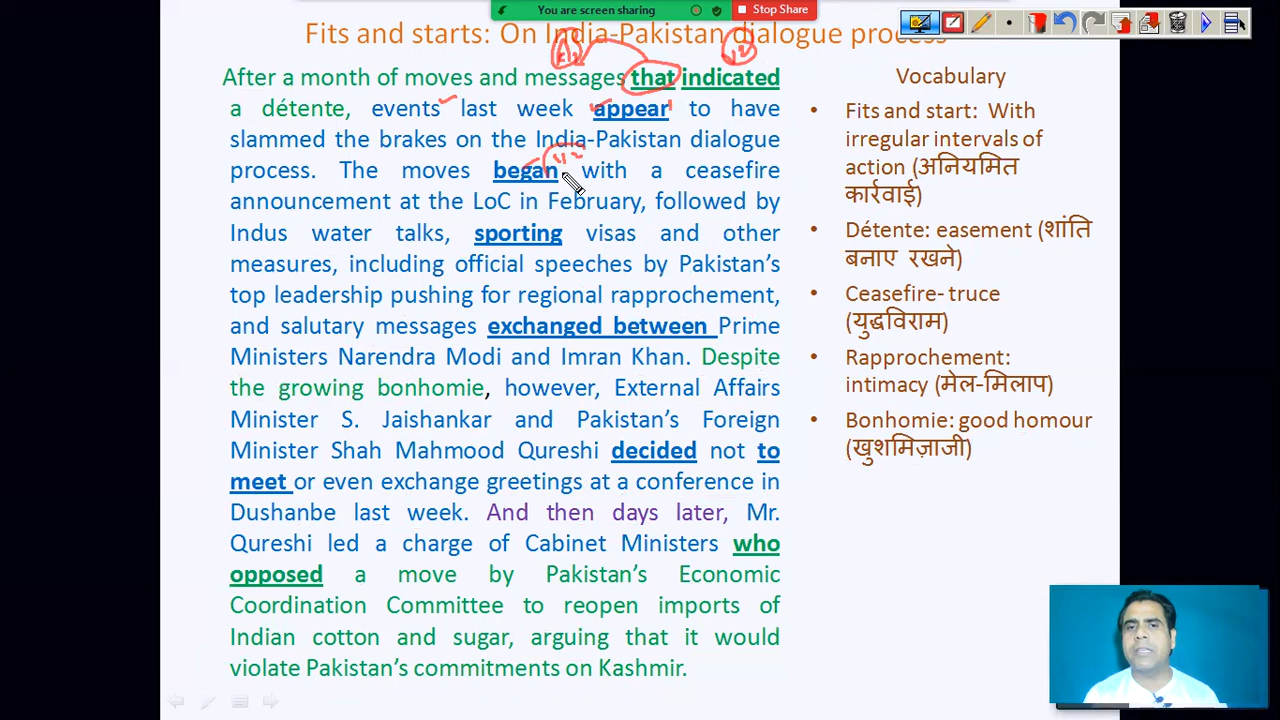 You are screen sharing
Stop Share
Fits and starts: On India-Pakistan dialogue process
After a month of moves and messages that indicated
a détente, events last week appear to have
slammed the brakes on the India-Pakistan dialogue
process. The moves began with a ceasefire
announcement at the LoC in February, followed by
Indus water talks, sporting visas and other
measures, including official speeches by Pakistan's
top leadership pushing for regional rapprochement,
and salutary messages exchanged between Prime
Ministers Narendra Modi and Imran Khan. Despite
the growing bonhomie, however, External Affairs
Minister S. Jaishankar and Pakistan's Foreign
Minister Shah Mahmood Qureshi decided not to
meet or even exchange greetings at a conference in
Dushanbe last week. And then days later, Mr.
Qureshi led a charge of Cabinet Ministers who
opposed a move by Pakistan's Economic
Coordination Committee to reopen imports of
Indian cotton and sugar, arguing that it would
violate Pakistan's commitments on Kashmir.
Vocabulary
• Fits and start: With
irregular intervals of
action (अनियमित
कार्रवाई)
• Détente: easement (शांति
बनाए रखने)
• Ceasefire- truce
(युद्धविराम)
• Rapprochement:
intimacy (मेल-मिलाप)
• Bonhomie: good homour
(खुशमिज़ाजी)